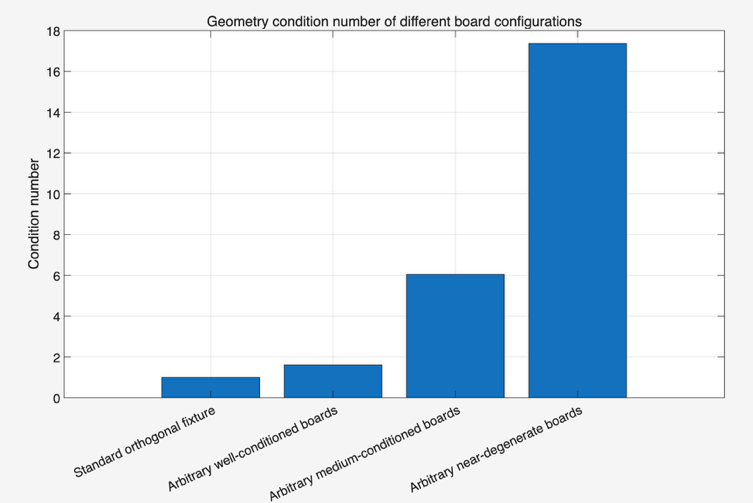 Geometry condition number of different board configurations
Condition number
18
16
14
12
10
8
6
4
2
0
Standard orthogonal fixture
Arbitrary well-conditioned boards
Arbitrary medium-conditioned boards
Arbitrary near-degenerate boards